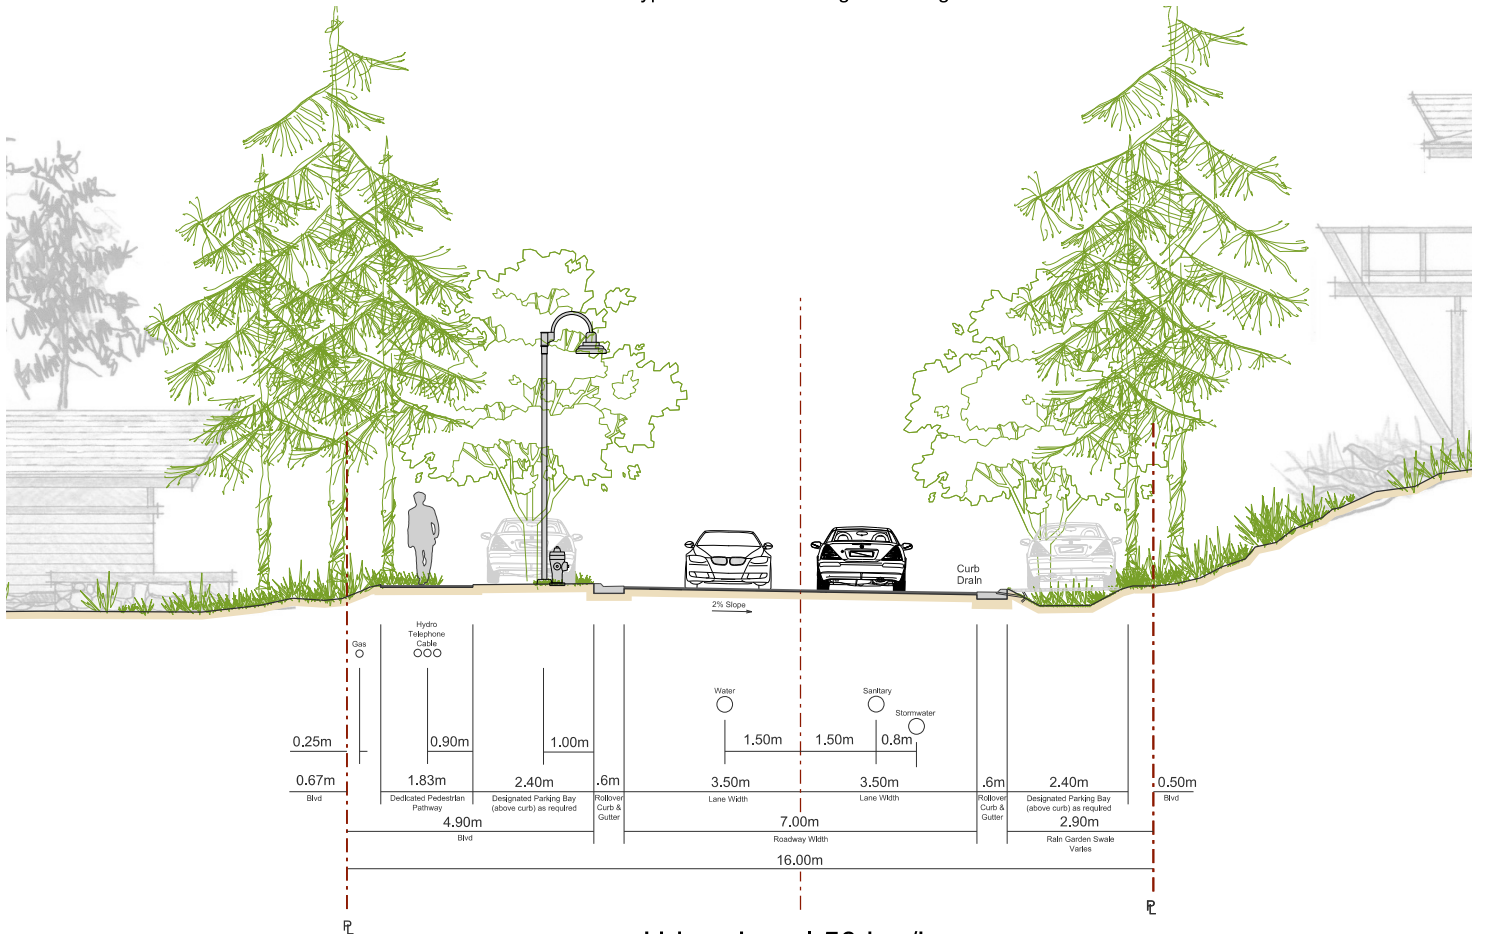 Curb
Drain
2% Slope
Hydro
Telephone
Cable
Gas
Water
Sanitary
Stormwater
0.25m
0.90m
1.00m
1.50m
1.50m
0.8m
0.67m
1.83m
2.40m
.6m
3.50m
3.50m
.6m
2.40m
0.50m
Blvd
Dedicated Pedestrian
Pathway
Designated Parking Bay
(above curb) as required
Rollover
Curb &
Gutter
Lane Width
Lane Width
Rollover
Curb &
Gutter
Designated Parking Bay
(above curb) as required
Blvd
4.90m
7.00m
2.90m
Blvd
Roadway Width
Rain Garden Swale
Varies
16.00m
PL
PL